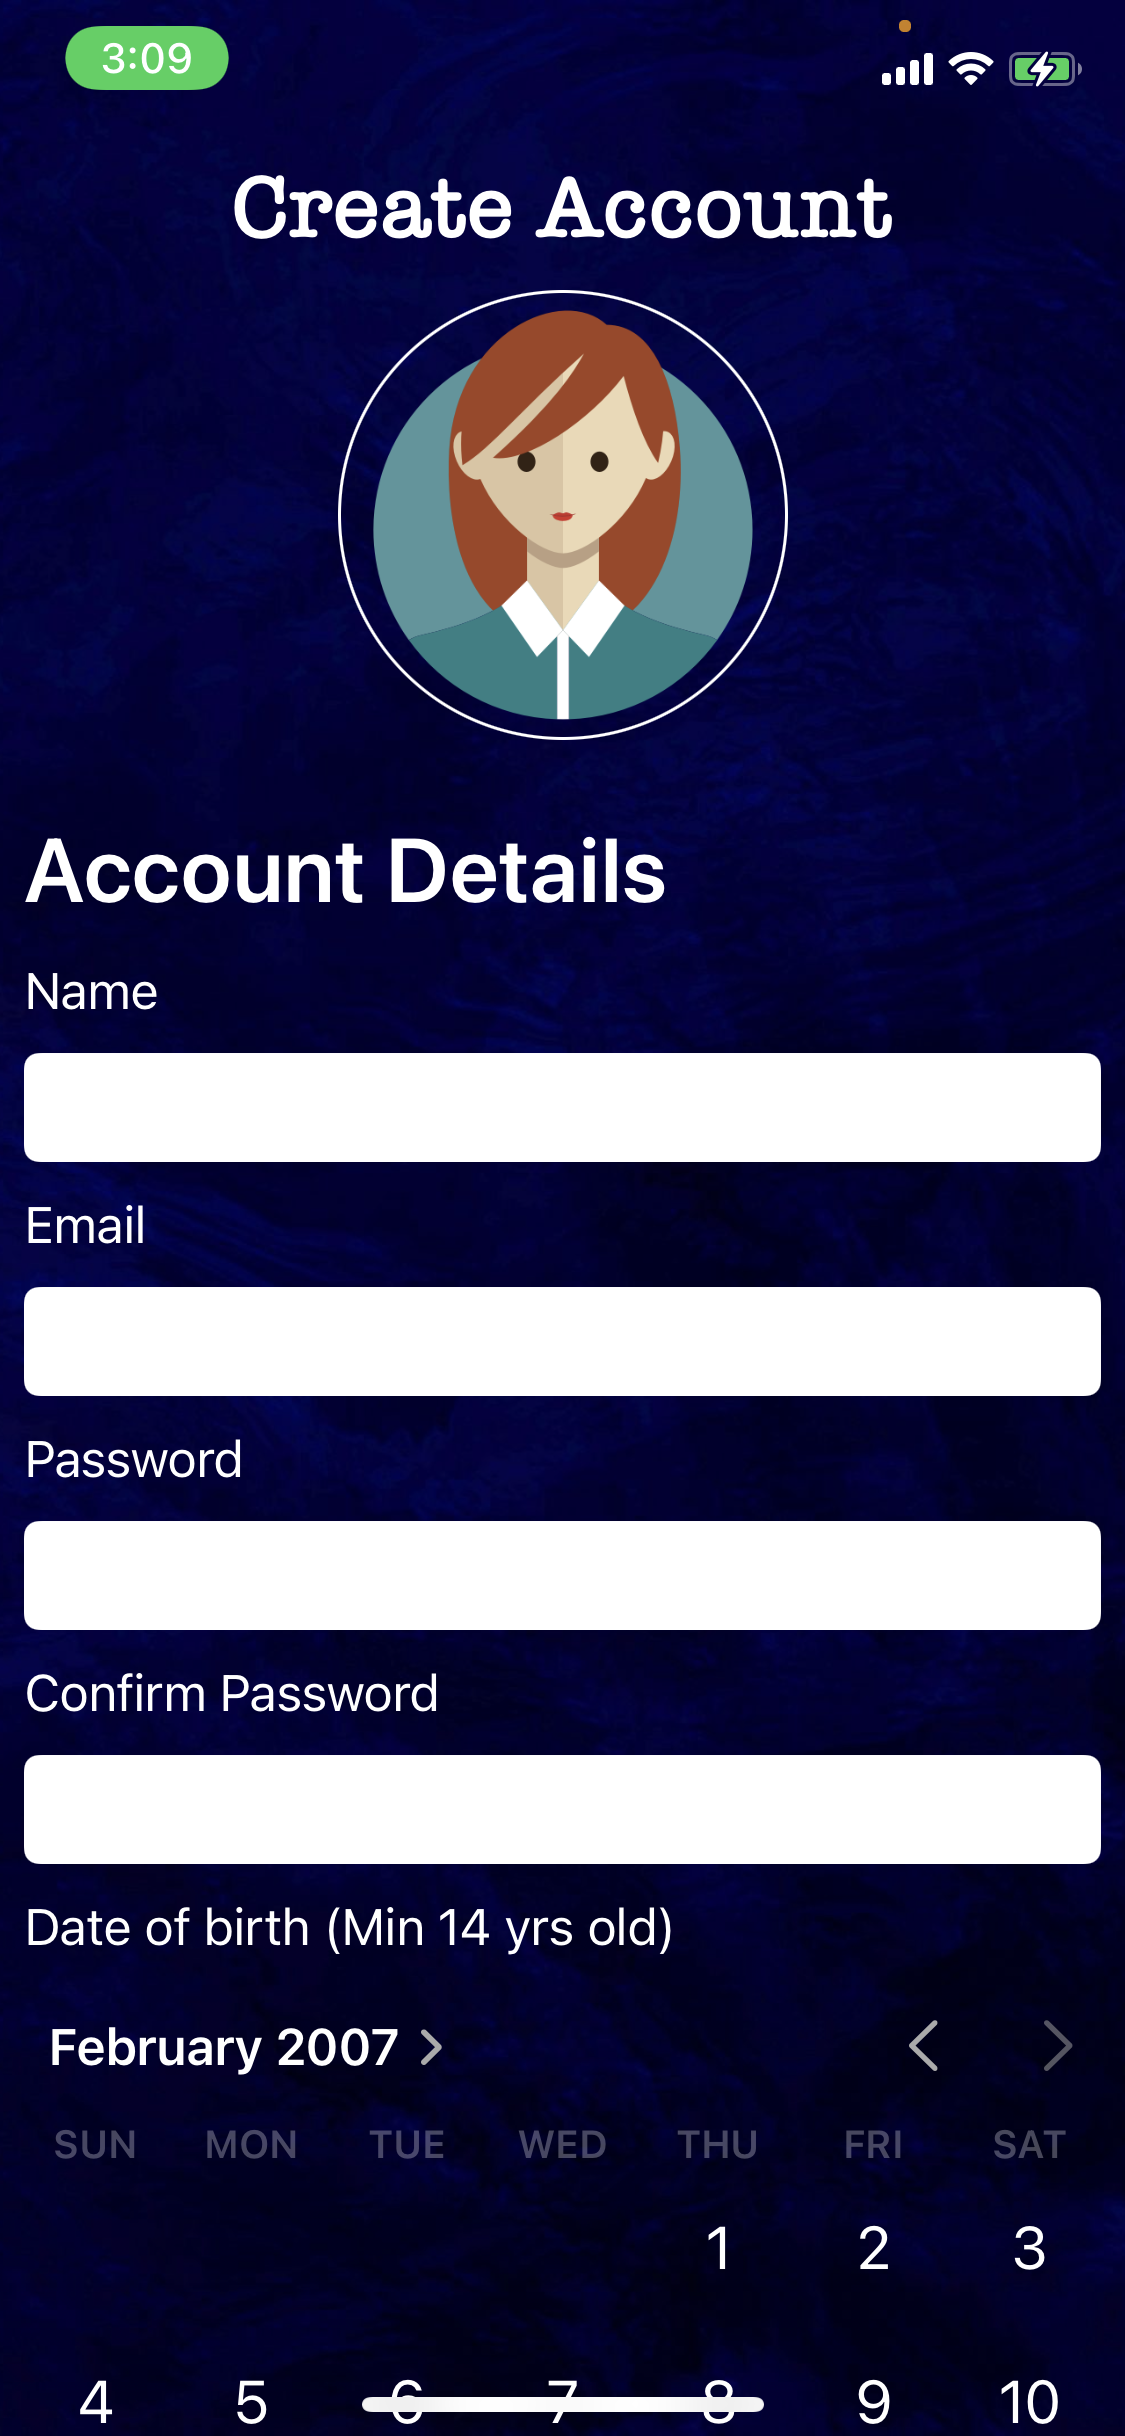 3:09
Create Account
Account Details
Name
Email
Password
Confirm Password
Date of birth (Min 14 yrs old)
February 2007
SUN MON TUE WED THU FRI SAT
1 2 3
4 5 6 7 8 9 10